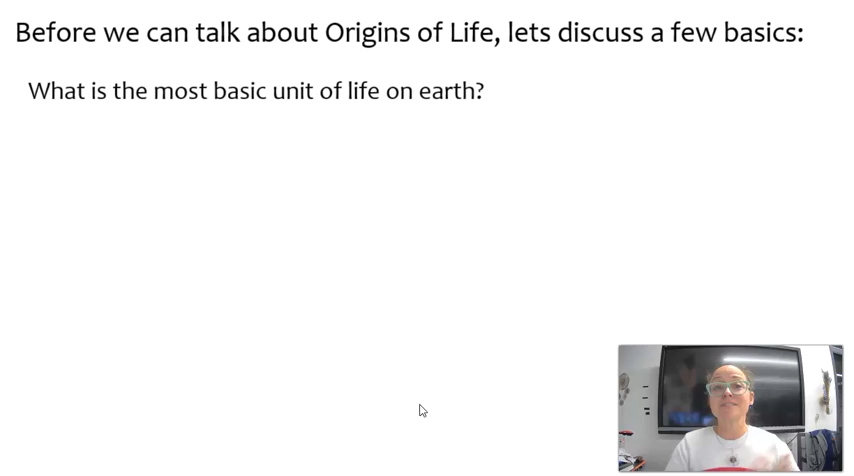 Before we can talk about Origins of Life, lets discuss a few basics:
What is the most basic unit of life on earth?